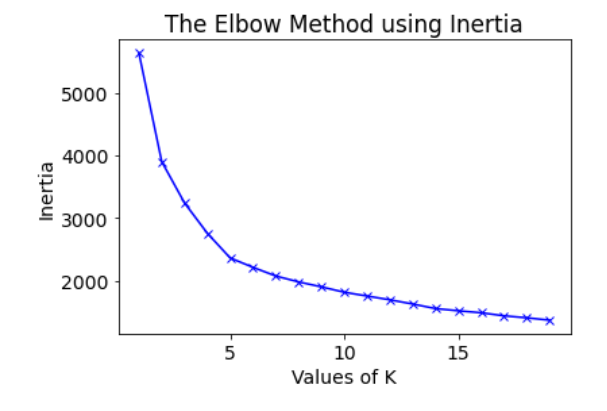 The Elbow Method using Inertia
5000
4000
3000
2000
Inertia
5 10 15
Values of K